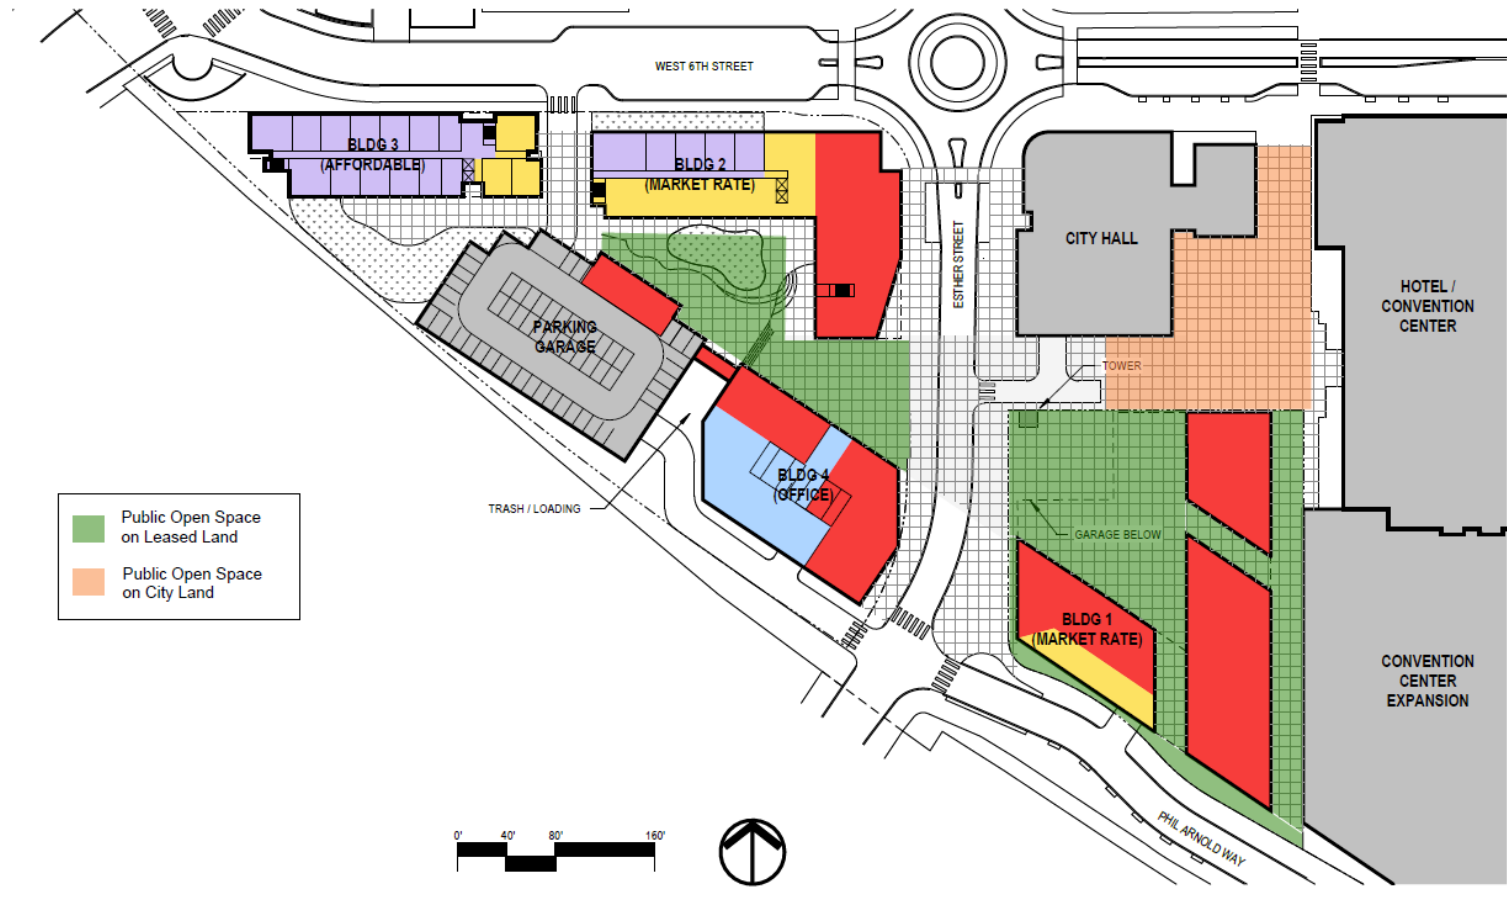 WEST 6TH STREET
BLDG 3
(AFFORDABLE)
BLDG 2
(MARKET RATE)
ESTHER STREET
CITY HALL
HOTEL /
CONVENTION
CENTER
PARKING
GARAGE
TOWER
BLDG 4
(OFFICE)
TRASH / LOADING
GARAGE BELOW
Public Open Space
on Leased Land
Public Open Space
on City Land
BLDG 1
(MARKET RATE)
CONVENTION
CENTER
EXPANSION
PHIL ARNOLD WAY
0' 40' 80' 160'